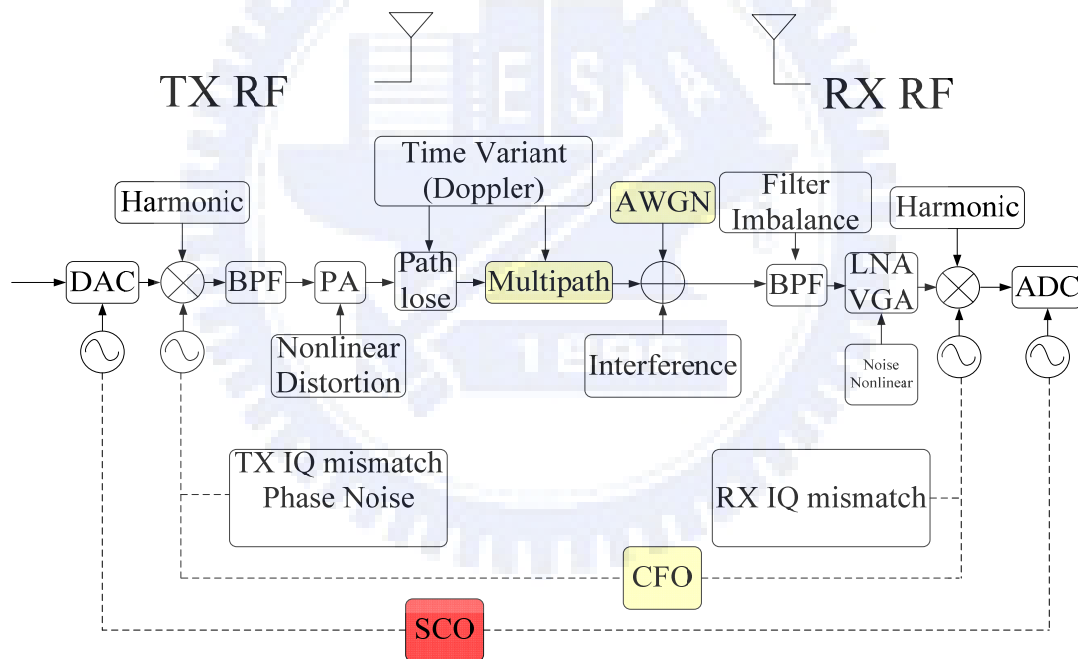 TX RF
RX RF
Time Variant
(Doppler)
Harmonic
AWGN
Filter
Imbalance
Harmonic
DAC
BPF
PA
Path
lose
Multipath
BPF
LNA
VGA
ADC
Nonlinear
Distortion
Interference
Noise
Nonlinear
TX IQ mismatch
Phase Noise
RX IQ mismatch
CFO
SCO
E S A
1896